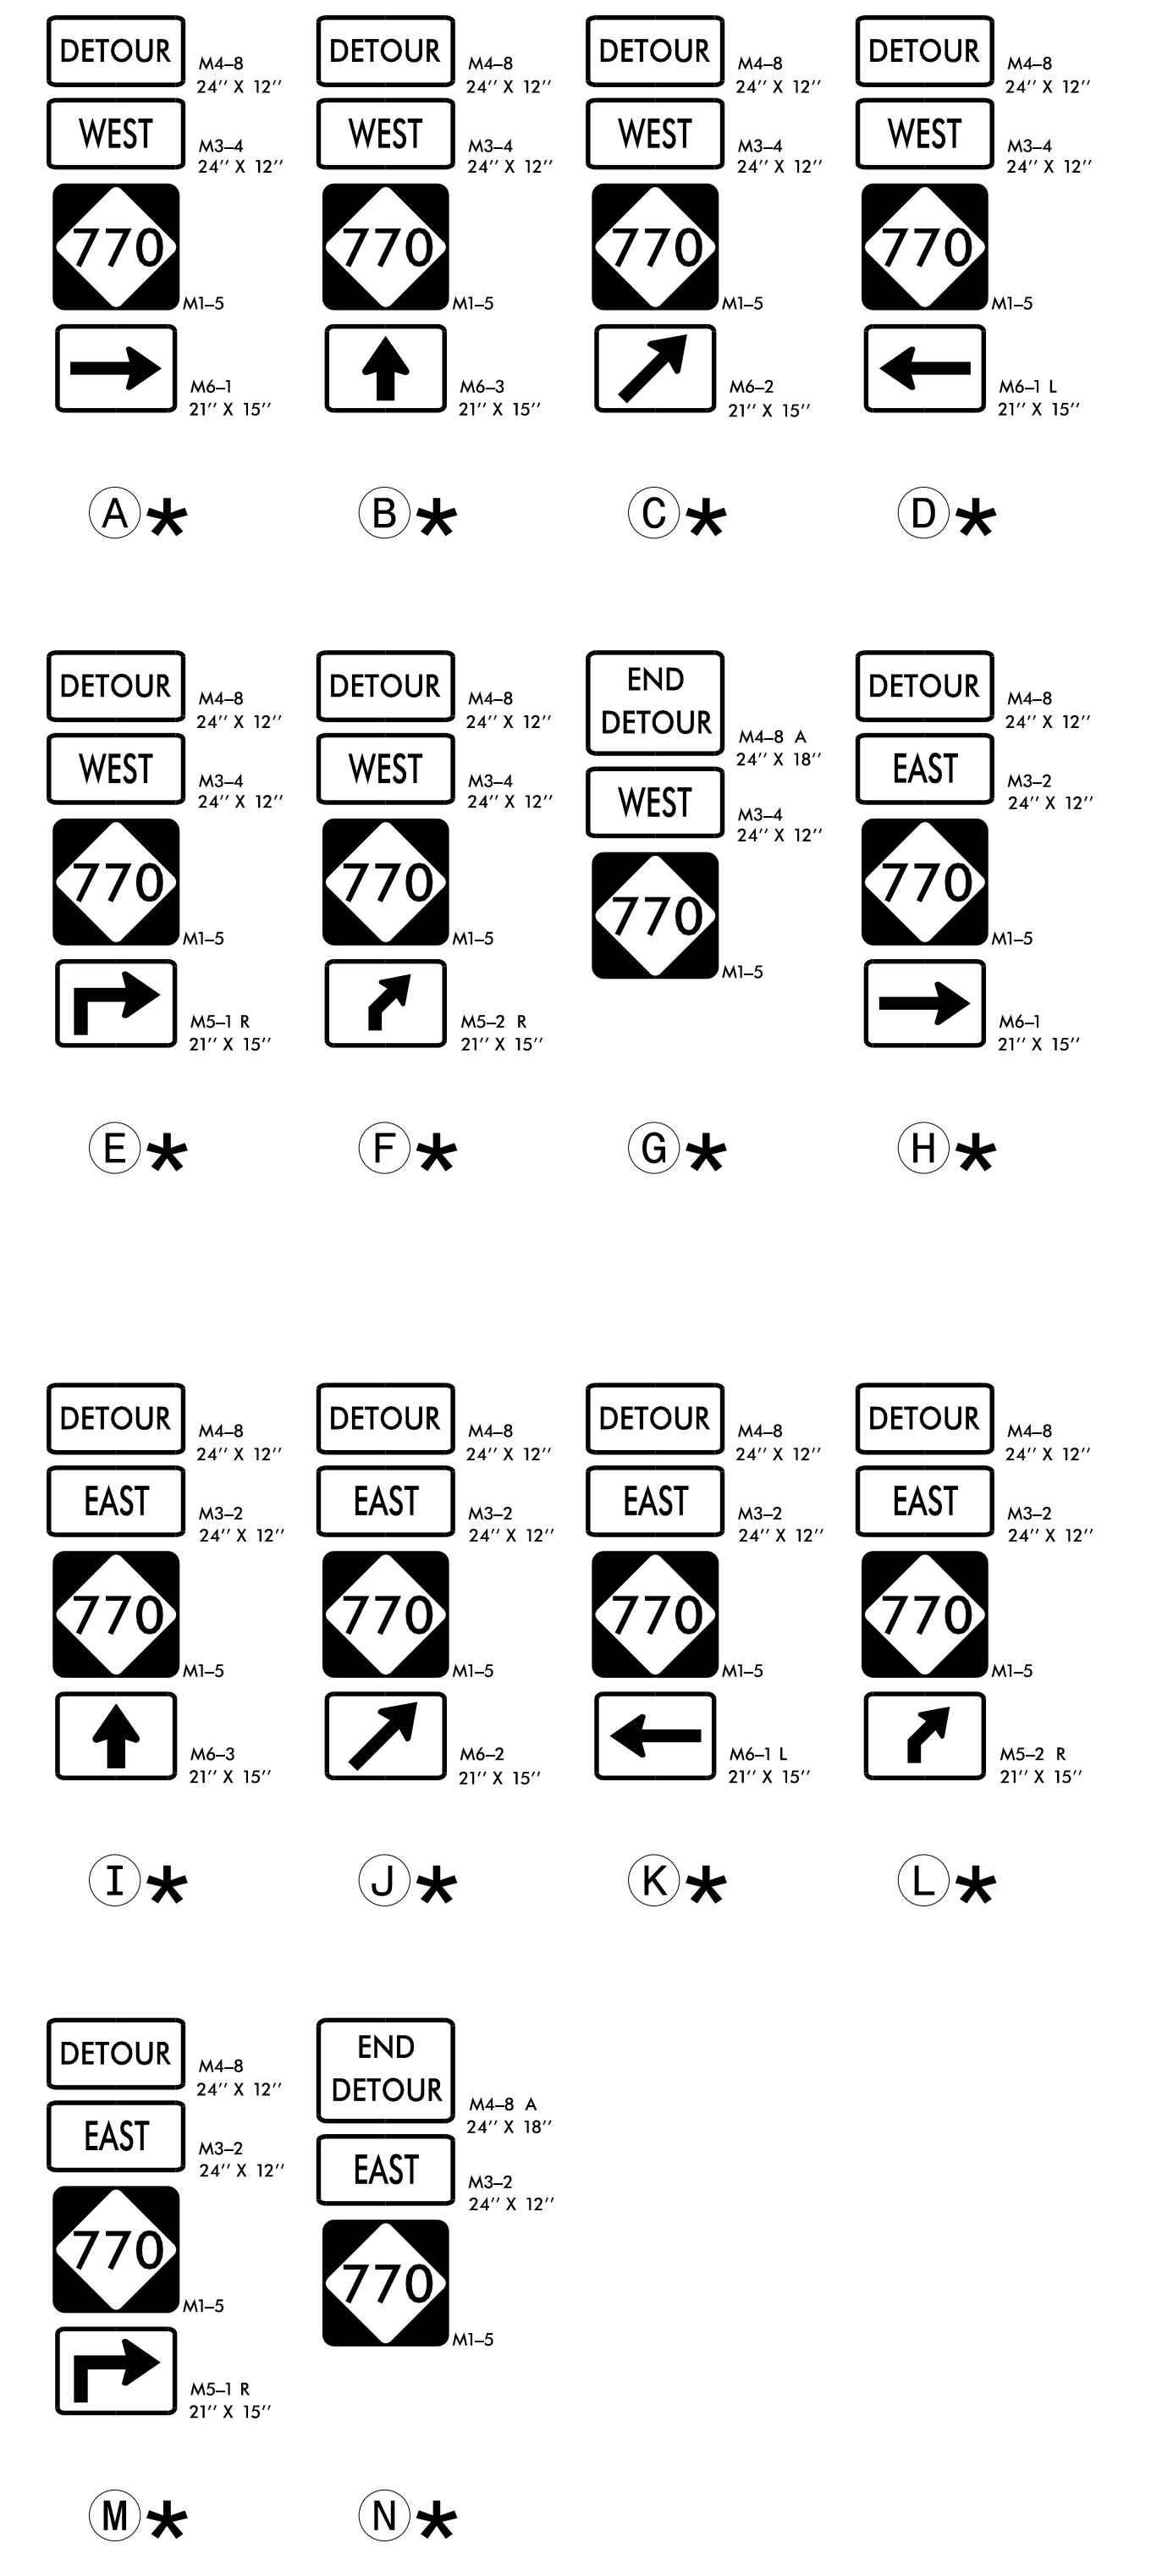 DETOUR
M4–8
24'' X 12''
WEST
M3–4
24'' X 12''
770
M1–5
M6–1
21'' X 15''
A*
DETOUR
M4–8
24'' X 12''
WEST
M3–4
24'' X 12''
770
M1–5
M6–3
21'' X 15''
B*
DETOUR
M4–8
24'' X 12''
WEST
M3–4
24'' X 12''
770
M1–5
M6–2
21'' X 15''
C*
DETOUR
M4–8
24'' X 12''
WEST
M3–4
24'' X 12''
770
M1–5
M6–1 L
21'' X 15''
D*
DETOUR
M4–8
24'' X 12''
WEST
M3–4
24'' X 12''
770
M1–5
M5–1 R
21'' X 15''
E*
DETOUR
M4–8
24'' X 12''
WEST
M3–4
24'' X 12''
770
M1–5
M5–2 R
21'' X 15''
F*
END
DETOUR
M4–8 A
24'' X 18''
WEST
M3–4
24'' X 12''
770
M1–5
G*
DETOUR
M4–8
24'' X 12''
EAST
M3–2
24'' X 12''
770
M1–5
M6–1
21'' X 15''
H*
DETOUR
M4–8
24'' X 12''
EAST
M3–2
24'' X 12''
770
M1–5
M6–3
21'' X 15''
I*
DETOUR
M4–8
24'' X 12''
EAST
M3–2
24'' X 12''
770
M1–5
M6–2
21'' X 15''
J*
DETOUR
M4–8
24'' X 12''
EAST
M3–2
24'' X 12''
770
M1–5
M6–1 L
21'' X 15''
K*
DETOUR
M4–8
24'' X 12''
EAST
M3–2
24'' X 12''
770
M1–5
M5–2 R
21'' X 15''
L*
DETOUR
M4–8
24'' X 12''
EAST
M3–2
24'' X 12''
770
M1–5
M5–1 R
21'' X 15''
M*
END
DETOUR
M4–8 A
24'' X 18''
EAST
M3–2
24'' X 12''
770
M1–5
N*